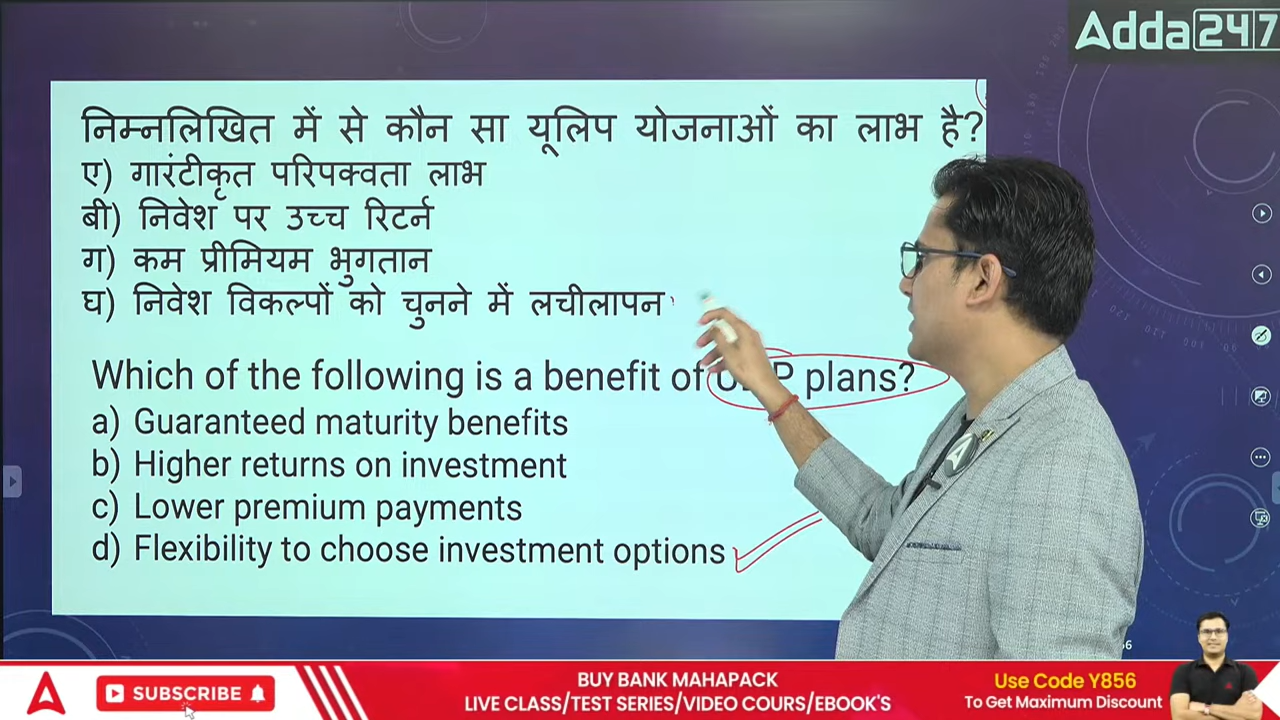 Adda247
निम्नलिखित में से कौन सा यूलिप योजनाओं का लाभ है?
ए) गारंटीकृत परिपक्वता लाभ
बी) निवेश पर उच्च रिटर्न
ग) कम प्रीमियम भुगतान
घ) निवेश विकल्पों को चुनने में लचीलापन
Which of the following is a benefit of plans?
a) Guaranteed maturity benefits
b) Higher returns on investment
c) Lower premium payments
d) Flexibility to choose investment options
SUBSCRIBE
BUY BANK MAHAPACK
LIVE CLASS/TEST SERIES/VIDEO COURS/EBOOK'S
Use Code Y856
To Get Maximum Discount